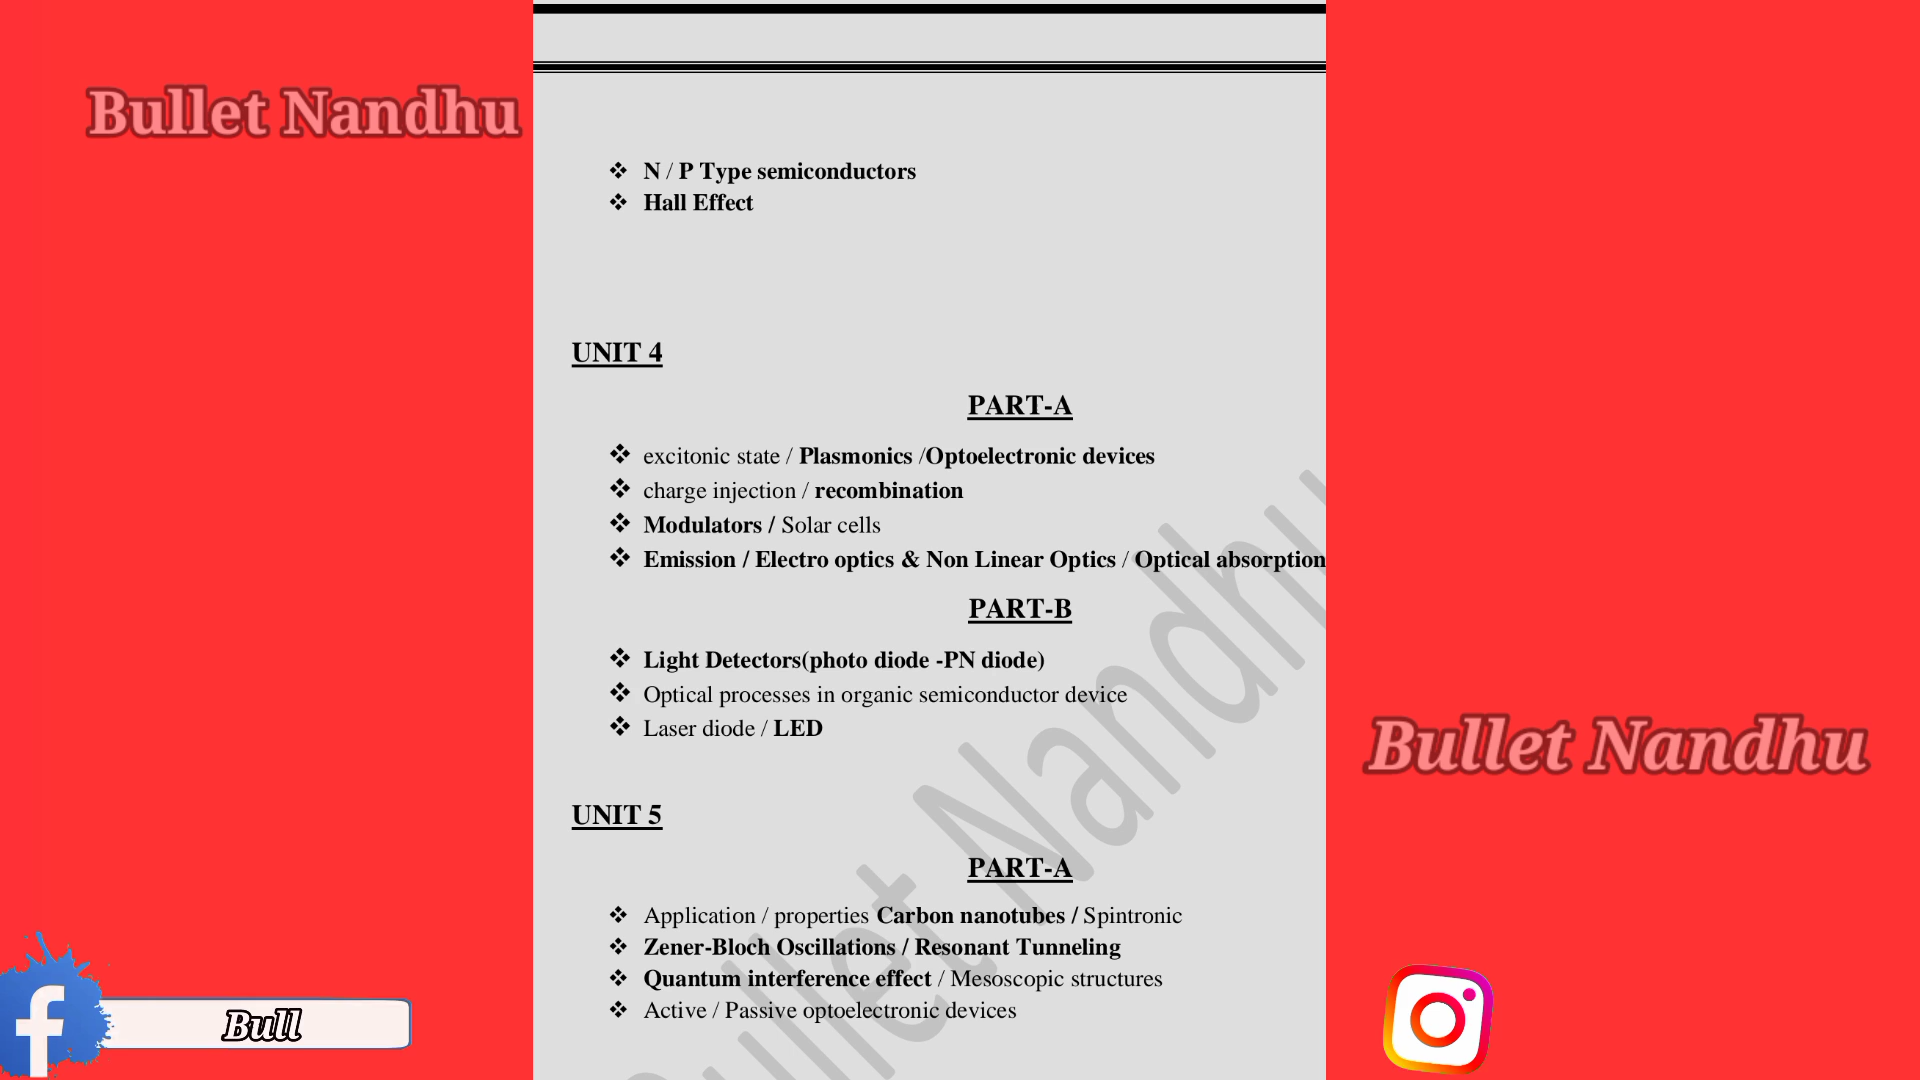 Bullet Nandhu
❖ N / P Type semiconductors
❖ Hall Effect
UNIT 4
PART-A
❖ excitonic state / Plasmonics /Optoelectronic devices
❖ charge injection / recombination
❖ Modulators / Solar cells
❖ Emission / Electro optics & Non Linear Optics / Optical absorption
PART-B
❖ Light Detectors(photo diode -PN diode)
❖ Optical processes in organic semiconductor device
❖ Laser diode / LED
UNIT 5
PART-A
❖ Application / properties Carbon nanotubes / Spintronic
❖ Zener-Bloch Oscillations / Resonant Tunneling
❖ Quantum interference effect / Mesoscopic structures
❖ Active / Passive optoelectronic devices
Bullet Nandhu
Bullet Nandhu
Bull